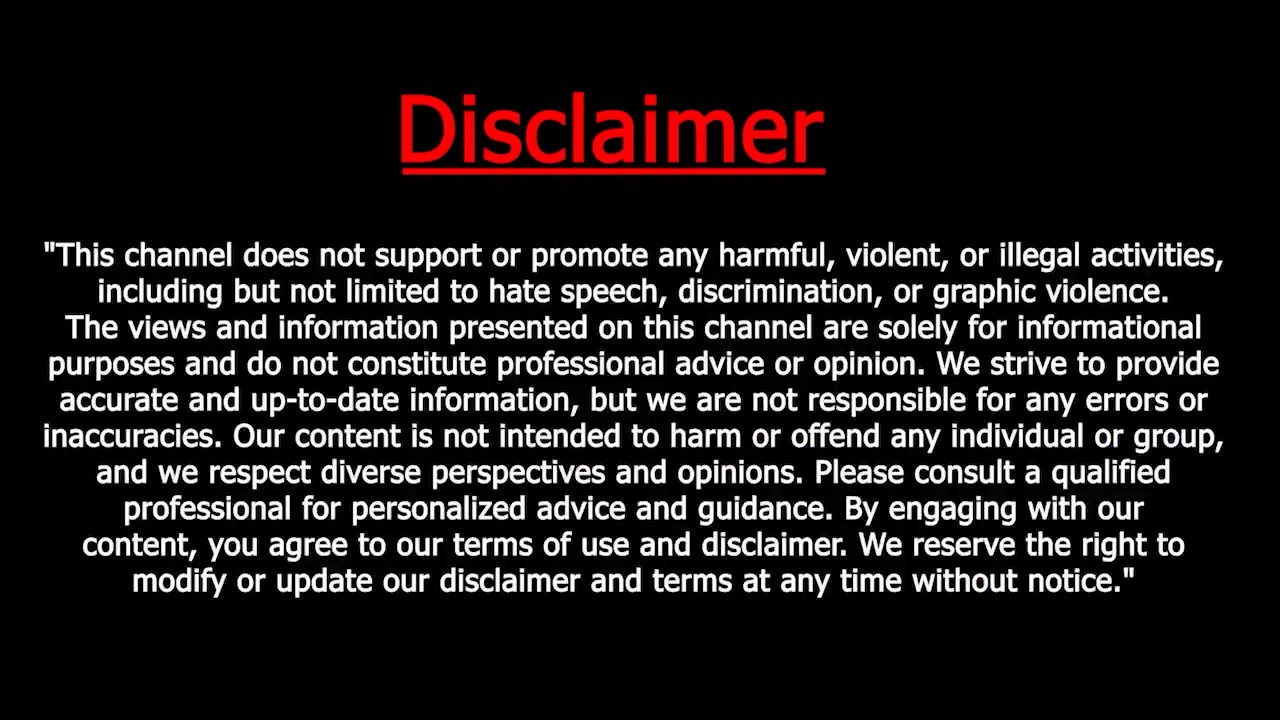 Disclaimer
"This channel does not support or promote any harmful, violent, or illegal activities,
including but not limited to hate speech, discrimination, or graphic violence.
The views and information presented on this channel are solely for informational
purposes and do not constitute professional advice or opinion. We strive to provide
accurate and up-to-date information, but we are not responsible for any errors or
inaccuracies. Our content is not intended to harm or offend any individual or group,
and we respect diverse perspectives and opinions. Please consult a qualified
professional for personalized advice and guidance. By engaging with our
content, you agree to our terms of use and disclaimer. We reserve the right to
modify or update our disclaimer and terms at any time without notice."